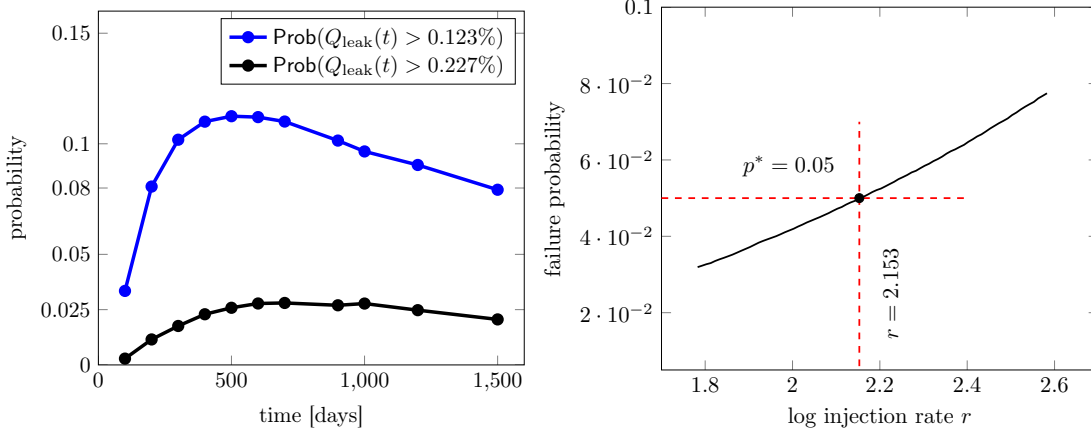 0.15
0.1
0.08
0.05
0.025
0
probability
0
500
1,000
1,500
time [days]
Prob(Q_leak(t) > 0.123%)
Prob(Q_leak(t) > 0.227%)
0.1
8 · 10⁻²
6 · 10⁻²
4 · 10⁻²
2 · 10⁻²
failure probability
p* = 0.05
r = 2.153
1.8
2
2.2
2.4
2.6
log injection rate r